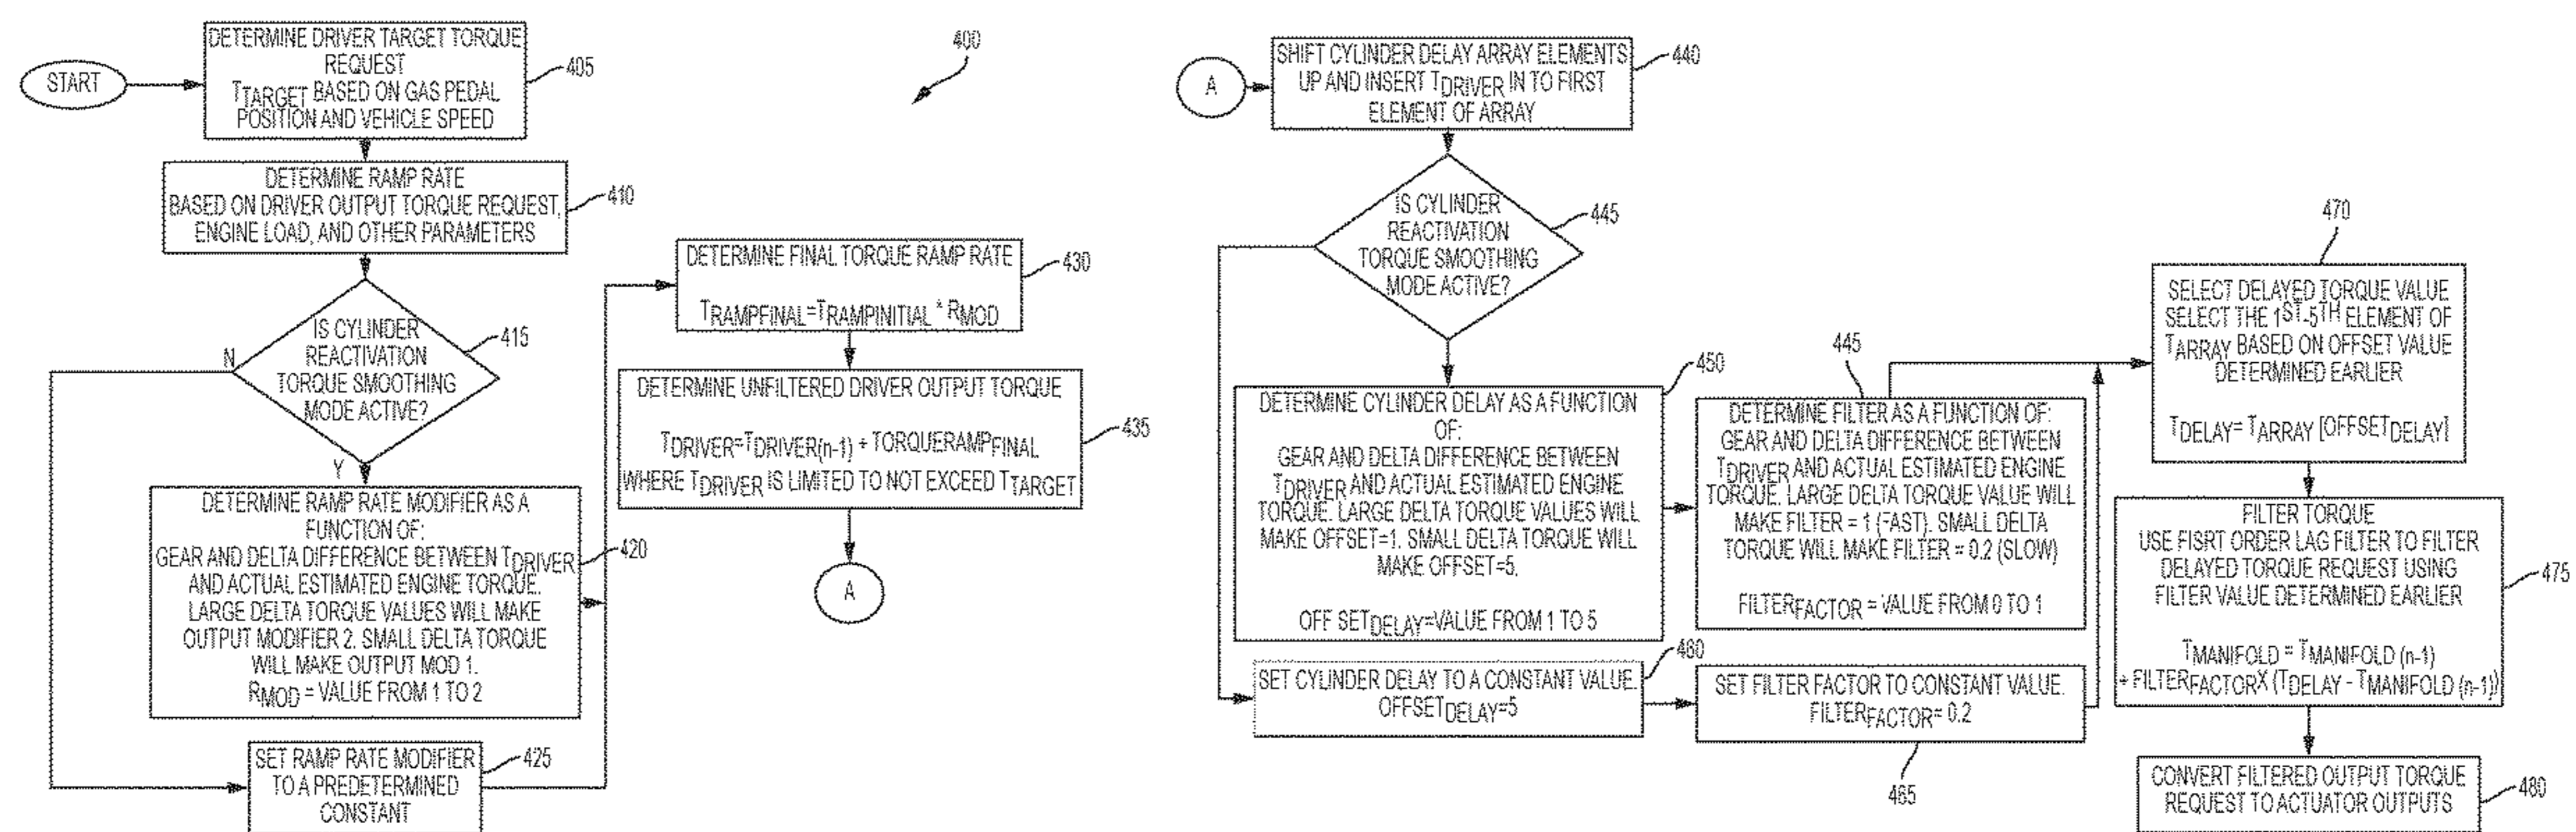 START
DETERMINE DRIVER TARGET TORQUE
REQUEST
TTARGET BASED ON GAS PEDAL
POSITION AND VEHICLE SPEED
405
400
DETERMINE RAMP RATE
BASED ON DRIVER OUTPUT TORQUE REQUEST,
ENGINE LOAD, AND OTHER PARAMETERS
410
IS CYLINDER
REACTIVATION
TORQUE SMOOTHING
MODE ACTIVE?
415
N
Y
DETERMINE RAMP RATE MODIFIER AS A
FUNCTION OF:
GEAR AND DELTA DIFFERENCE BETWEEN TDRIVER
AND ACTUAL ESTIMATED ENGINE TORQUE.
LARGE DELTA TORQUE VALUES WILL MAKE
OUTPUT MODIFIER 2. SMALL DELTA TORQUE
WILL MAKE OUTPUT MOD 1.
RMOD = VALUE FROM 1 TO 2
420
SET RAMP RATE MODIFIER
TO A PREDETERMINED
CONSTANT
425
DETERMINE FINAL TORQUE RAMP RATE
TRAMPFINAL=TRAMPINITIAL * RMOD
430
DETERMINE UNFILTERED DRIVER OUTPUT TORQUE
TDRIVER=TDRIVER(n-1) + TORQUERAMPFINAL
WHERE TDRIVER IS LIMITED TO NOT EXCEED TTARGET
435
A
A
SHIFT CYLINDER DELAY ARRAY ELEMENTS
UP AND INSERT TDRIVER IN TO FIRST
ELEMENT OF ARRAY
440
IS CYLINDER
REACTIVATION
TORQUE SMOOTHING
MODE ACTIVE?
445
DETERMINE CYLINDER DELAY AS A FUNCTION
OF:
GEAR AND DELTA DIFFERENCE BETWEEN
TDRIVER AND ACTUAL ESTIMATED ENGINE
TORQUE. LARGE DELTA TORQUE VALUES WILL
MAKE OFFSET=1. SMALL DELTA TORQUE WILL
MAKE OFFSET=5.
OFF SETDELAY=VALUE FROM 1 TO 5
450
445
DETERMINE FILTER AS A FUNCTION OF:
GEAR AND DELTA DIFFERENCE BETWEEN
TDRIVER AND ACTUAL ESTIMATED ENGINE
TORQUE. LARGE DELTA TORQUE VALUE WILL
MAKE FILTER = 1 (FAST). SMALL DELTA
TORQUE WILL MAKE FILTER = 0.2 (SLOW)
FILTERFACTOR = VALUE FROM 0 TO 1
SET CYLINDER DELAY TO A CONSTANT VALUE.
OFFSETDELAY=5
460
SET FILTER FACTOR TO CONSTANT VALUE.
FILTERFACTOR= 0.2
465
470
SELECT DELAYED TORQUE VALUE
SELECT THE 1ST-5TH ELEMENT OF
TARRAY BASED ON OFFSET VALUE
DETERMINED EARLIER
TDELAY= TARRAY [OFFSETDELAY]
FILTER TORQUE
USE FISRT ORDER LAG FILTER TO FILTER
DELAYED TORQUE REQUEST USING
FILTER VALUE DETERMINED EARLIER
TMANIFOLD = TMANIFOLD (n-1)
+ FILTERFACTORX (TDELAY - TMANIFOLD (n-1))
475
CONVERT FILTERED OUTPUT TORQUE
REQUEST TO ACTUATOR OUTPUTS
480